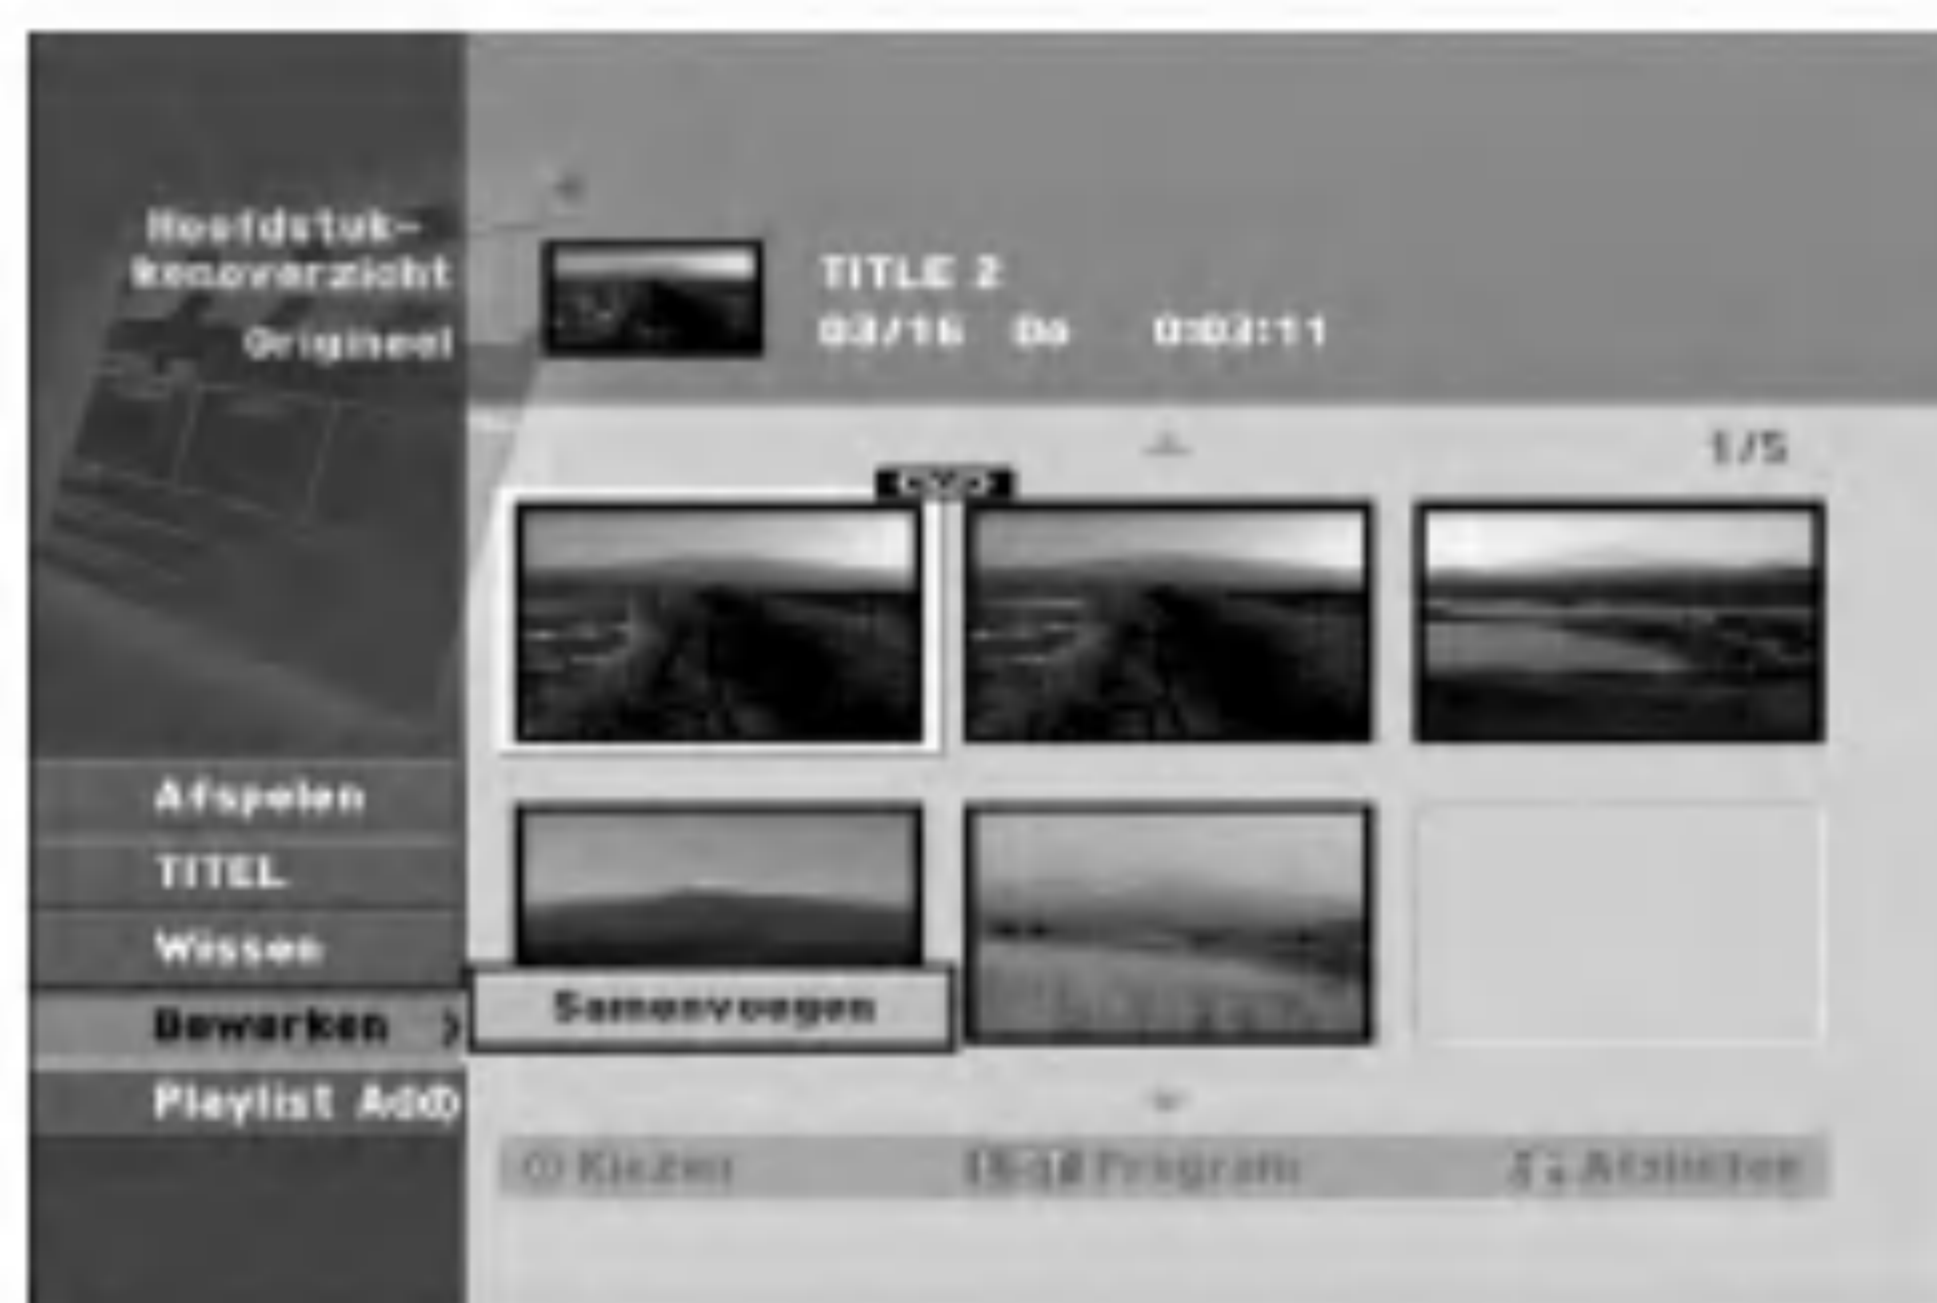 Hoofdstuk-
kenoverzicht
Origineel
TITLE 2
03/16 Do 0:03:11
1/5
Afspelen
TITEL
Wissen
Bewerken
Samenvoegen
Playlist Add
Kiezen
Program
Afsluiten